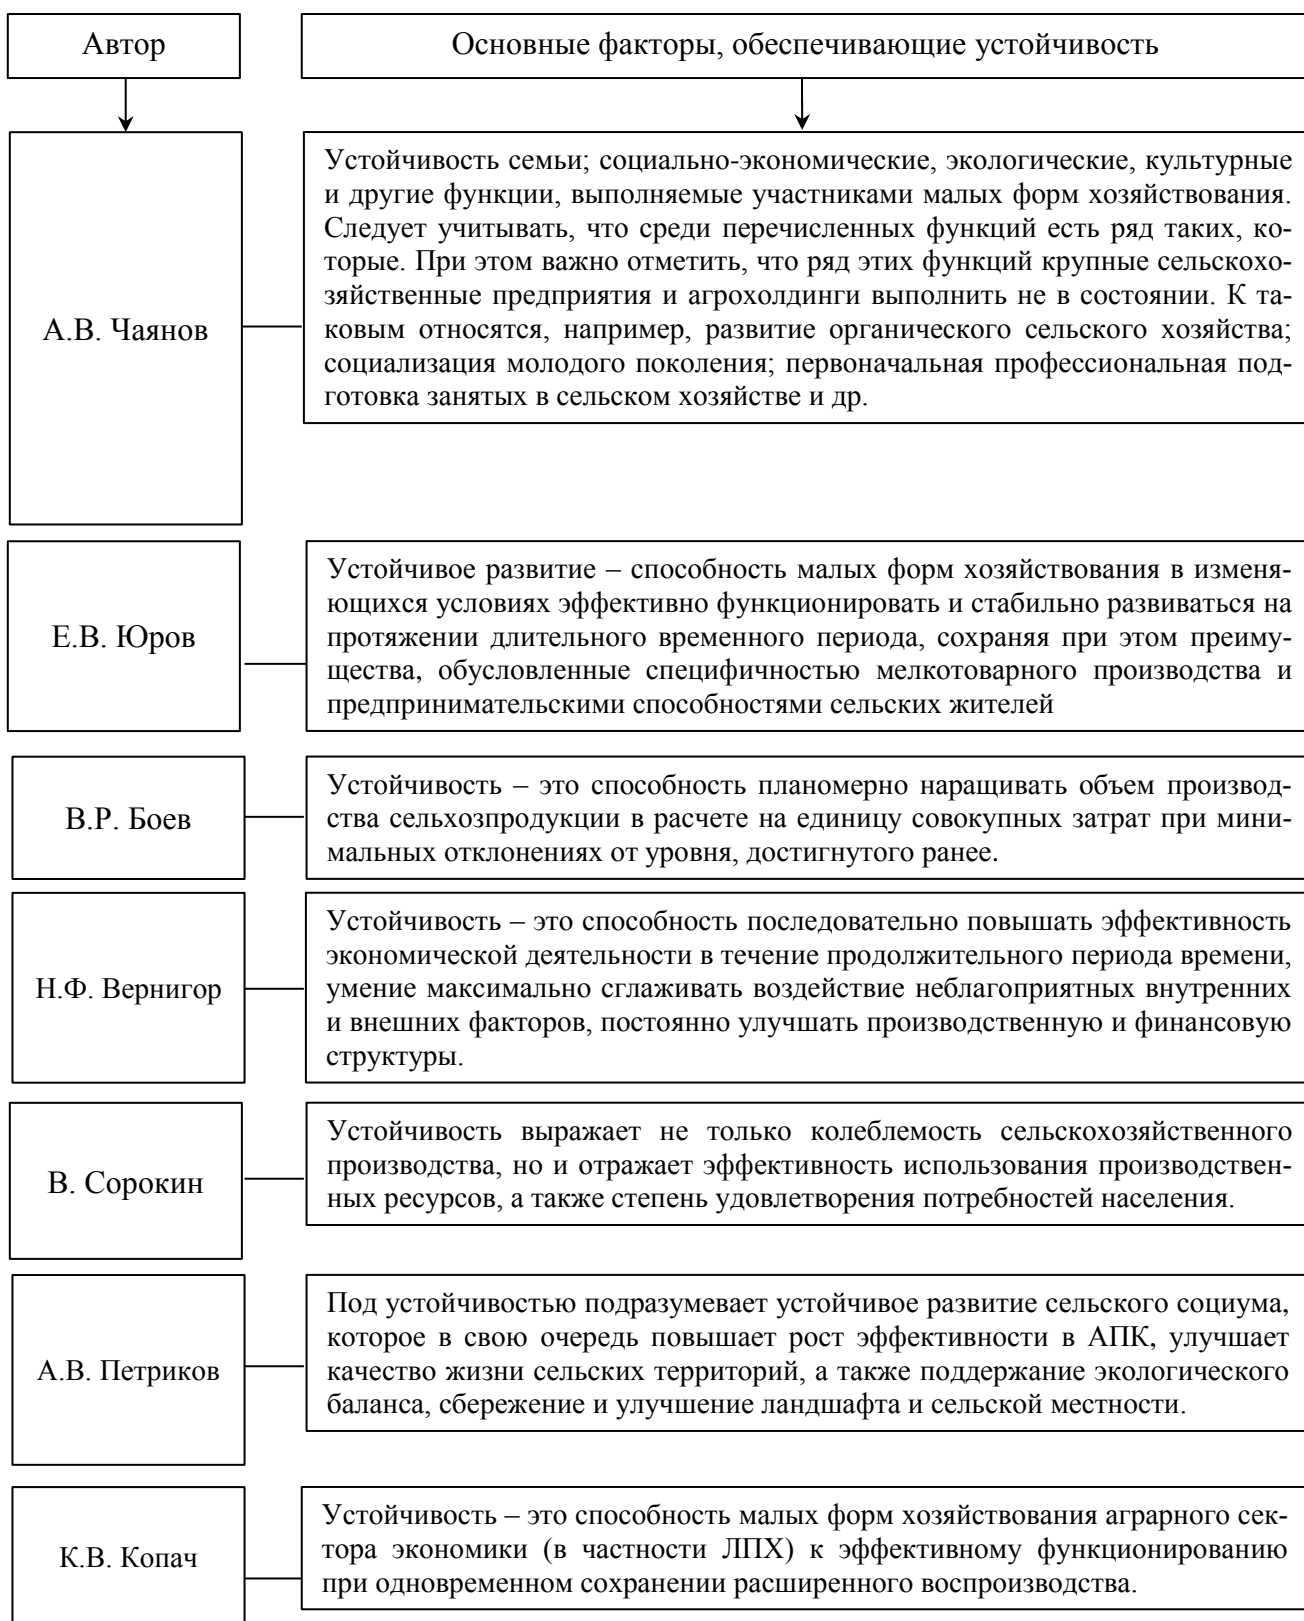 Автор
Основные факторы, обеспечивающие устойчивость
А.В. Чаянов
Устойчивость семьи; социально-экономические, экологические, культурные
и другие функции, выполняемые участниками малых форм хозяйствования.
Следует учитывать, что среди перечисленных функций есть ряд таких, ко-
торые. При этом важно отметить, что ряд этих функций крупные сельскохо-
зяйственные предприятия и агрохолдинги выполнить не в состоянии. К та-
ковым относятся, например, развитие органического сельского хозяйства;
социализация молодого поколения; первоначальная профессиональная под-
готовка занятых в сельском хозяйстве и др.
Е.В. Юров
Устойчивое развитие – способность малых форм хозяйствования в изменя-
ющихся условиях эффективно функционировать и стабильно развиваться на
протяжении длительного временного периода, сохраняя при этом преиму-
щества, обусловленные специфичностью мелкотоварного производства и
предпринимательскими способностями сельских жителей
В.Р. Боев
Устойчивость – это способность планомерно наращивать объем производ-
ства сельхозпродукции в расчете на единицу совокупных затрат при мини-
мальных отклонениях от уровня, достигнутого ранее.
Н.Ф. Вернигор
Устойчивость – это способность последовательно повышать эффективность
экономической деятельности в течение продолжительного периода времени,
умение максимально сглаживать воздействие неблагоприятных внутренних
и внешних факторов, постоянно улучшать производственную и финансовую
структуры.
В. Сорокин
Устойчивость выражает не только колеблемость сельскохозяйственного
производства, но и отражает эффективность использования производствен-
ных ресурсов, а также степень удовлетворения потребностей населения.
А.В. Петриков
Под устойчивостью подразумевает устойчивое развитие сельского социума,
которое в свою очередь повышает рост эффективности в АПК, улучшает
качество жизни сельских территорий, а также поддержание экологического
баланса, сбережение и улучшение ландшафта и сельской местности.
К.В. Копач
Устойчивость – это способность малых форм хозяйствования аграрного сек-
тора экономики (в частности ЛПХ) к эффективному функционированию
при одновременном сохранении расширенного воспроизводства.